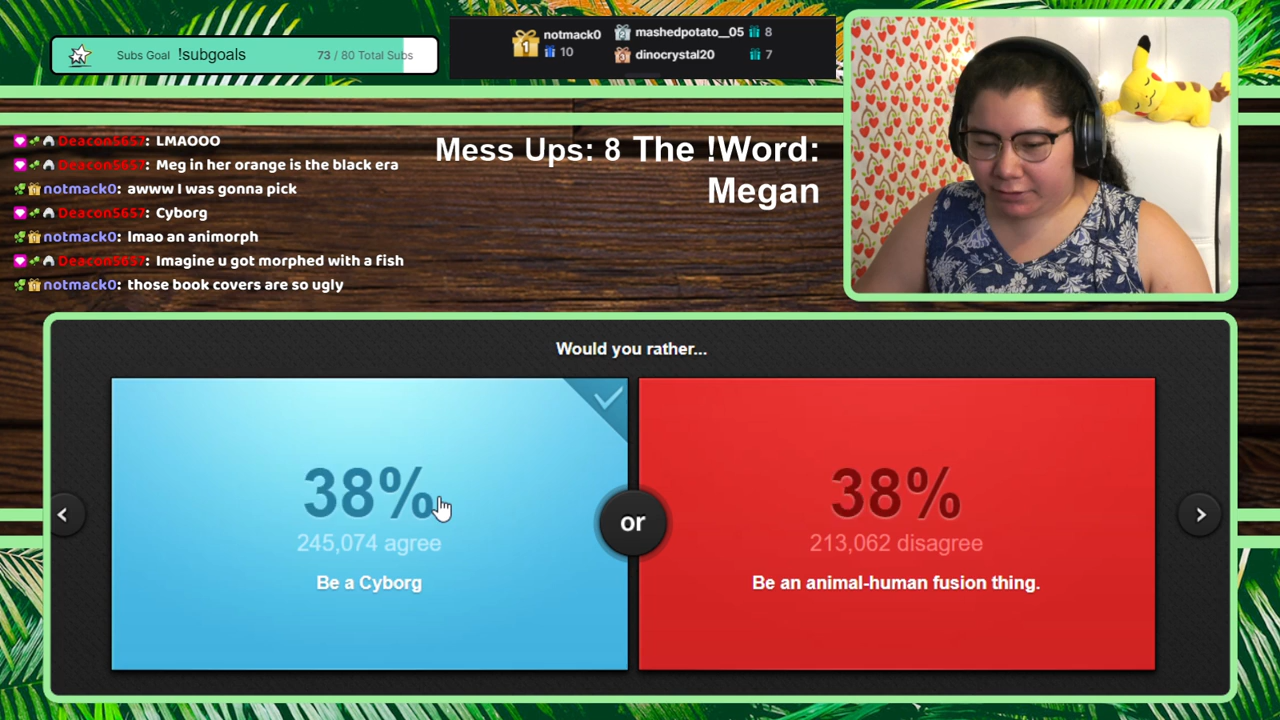 Subs Goal !subgoals 73 / 80 Total Subs
1 notmack0 10
mashedpotato__05 8
dinocrystal20 7
Mess Ups: 8 The !Word:
Megan
Deacon5657: LMAOOO
Deacon5657: Meg in her orange is the black era
notmack0: awww I was gonna pick
Deacon5657: Cyborg
notmack0: lmao an animorph
Deacon5657: Imagine u got morphed with a fish
notmack0: those book covers are so ugly
Would you rather...
38%
245,074 agree
Be a Cyborg
or
38%
213,062 disagree
Be an animal-human fusion thing.